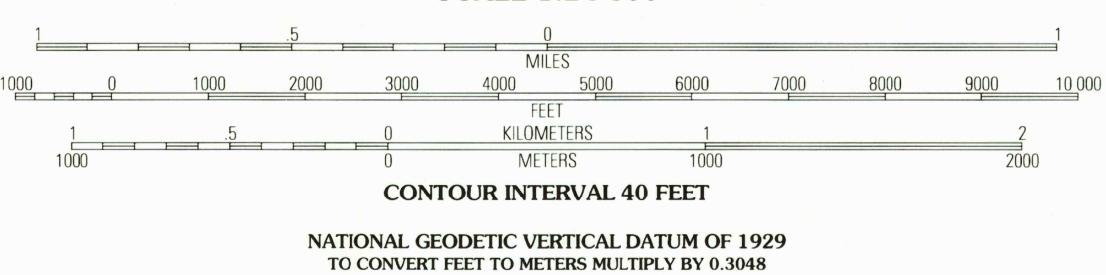 1 .5 0 1
MILES
1000 0 1000 2000 3000 4000 5000 6000 7000 8000 9000 10 000
FEET
1 .5 0 KILOMETERS 1 2
1000 0 METERS 1000 2000
CONTOUR INTERVAL 40 FEET
NATIONAL GEODETIC VERTICAL DATUM OF 1929
TO CONVERT FEET TO METERS MULTIPLY BY 0.3048